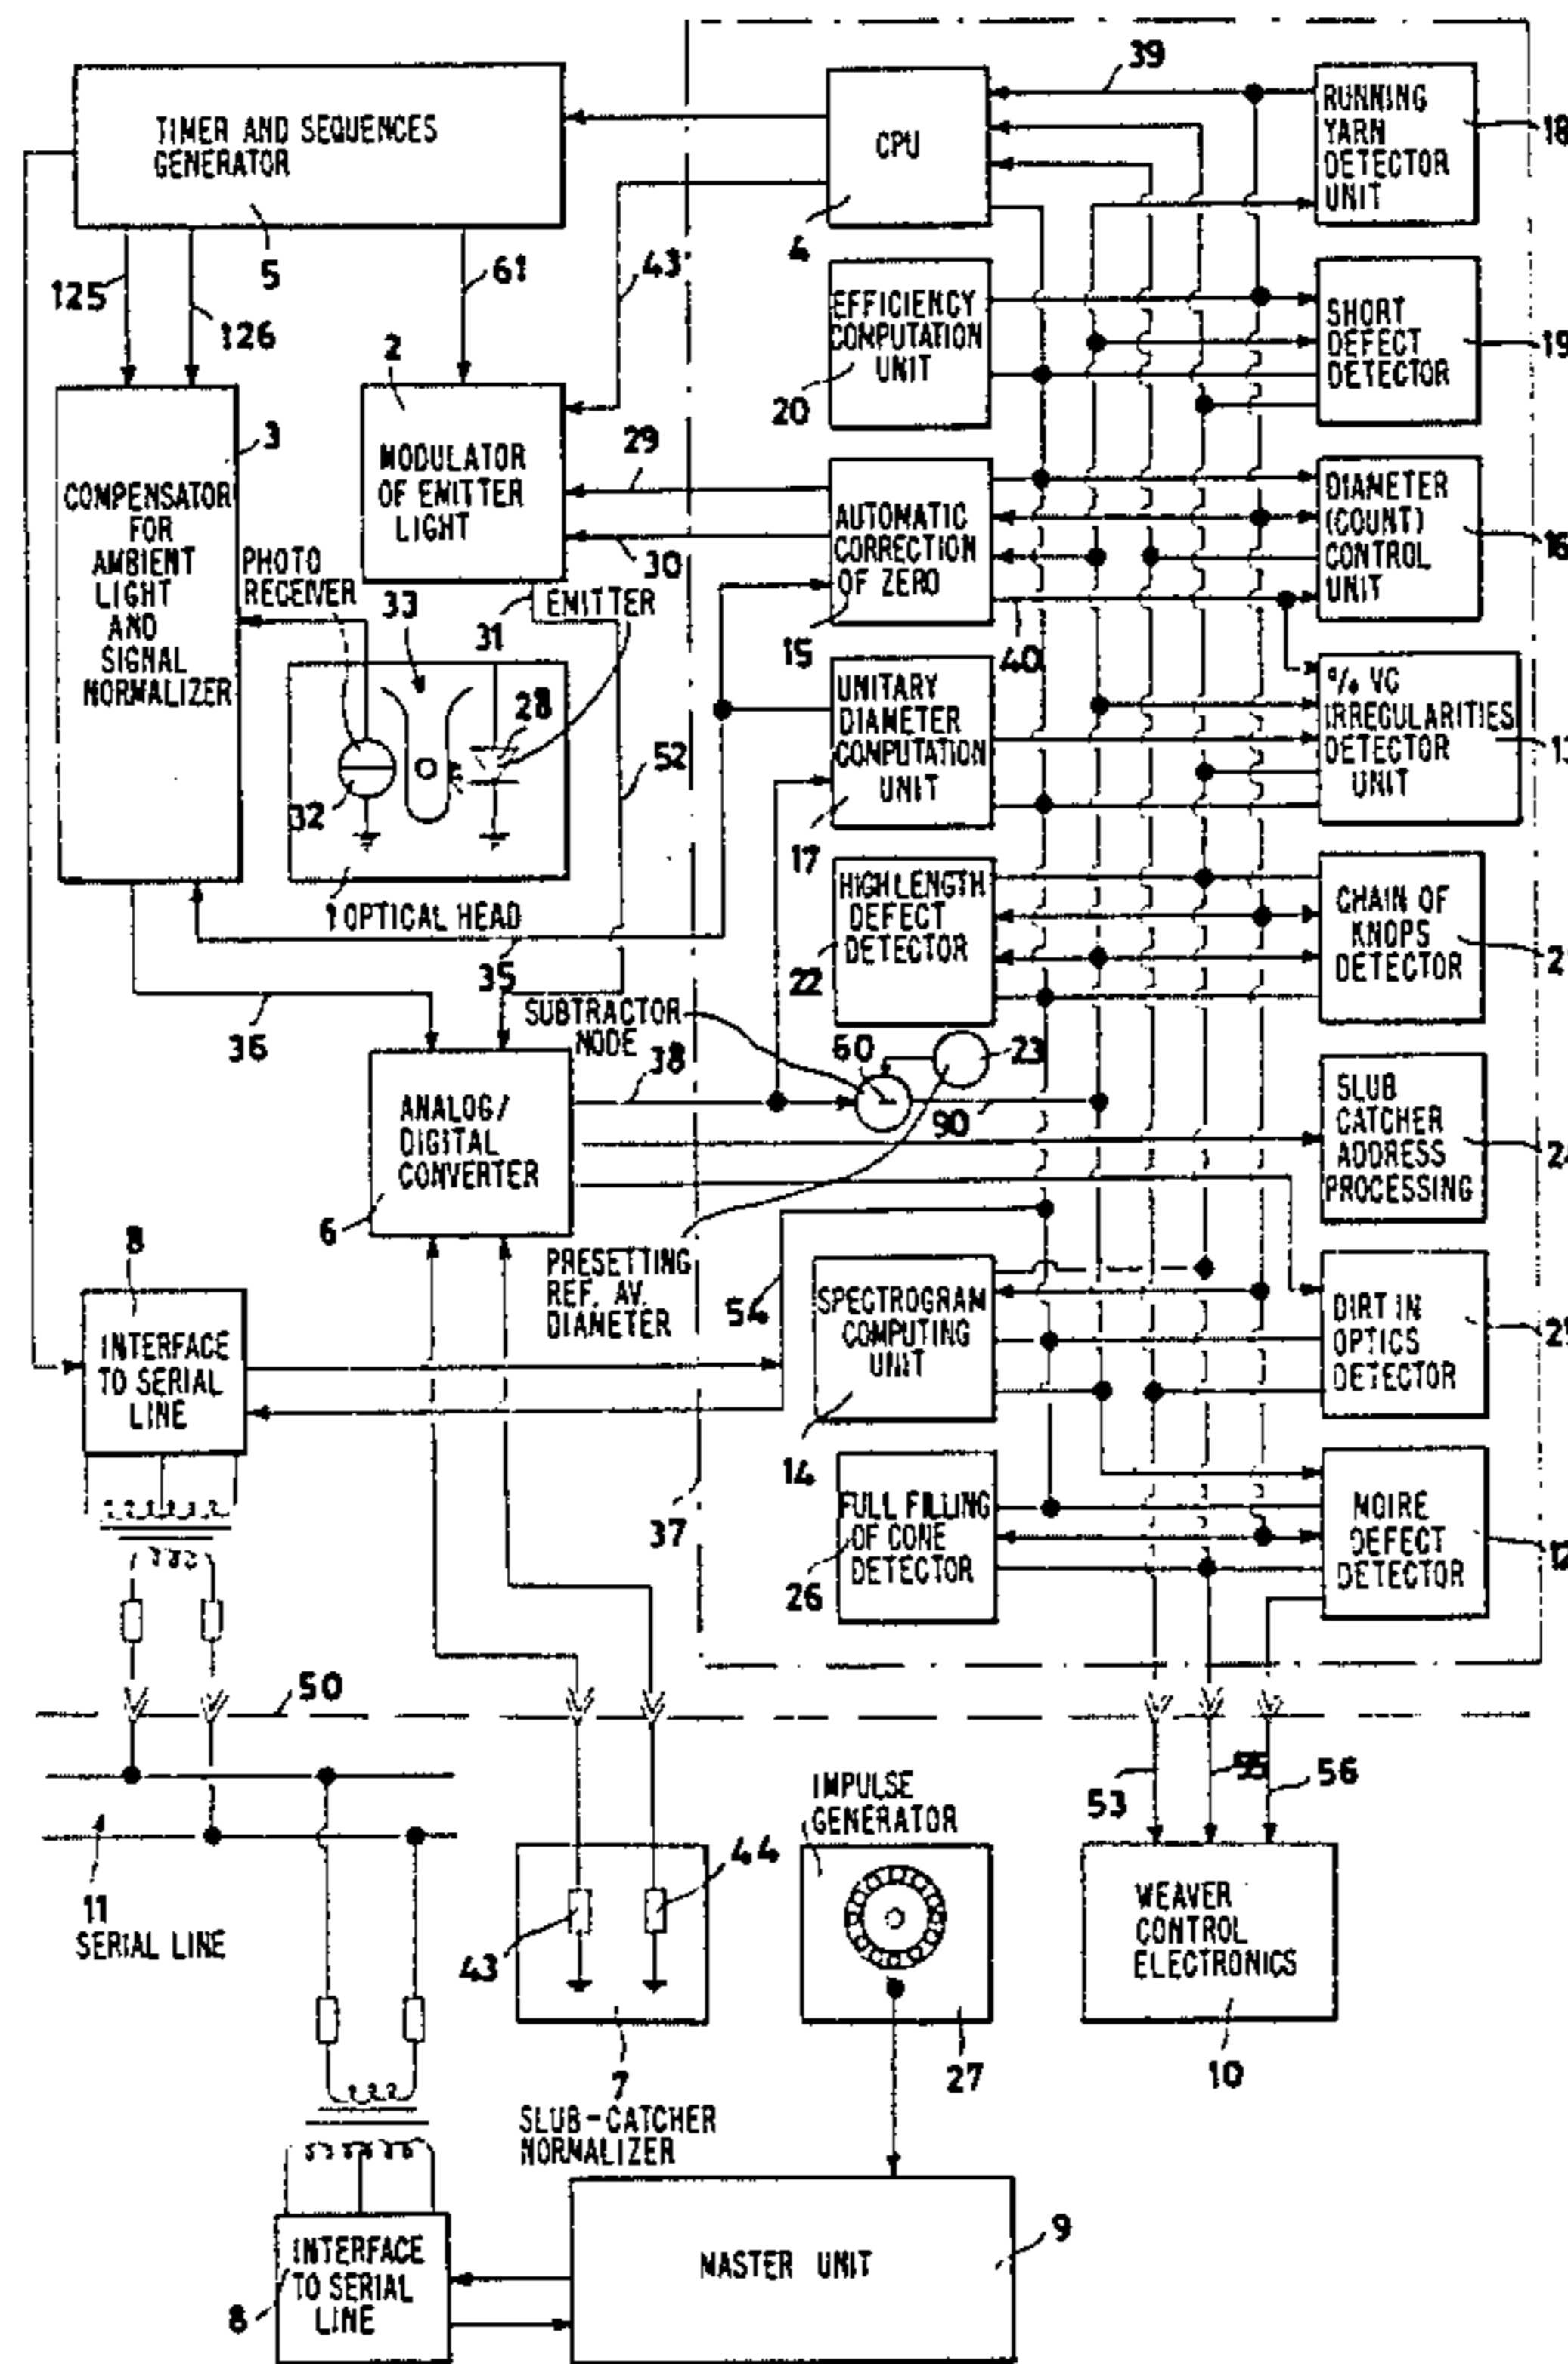 39
TIMER AND SEQUENCES
GENERATOR
5
CPU
4
RUNNING
YARN
DETECTOR
UNIT
18
125
126
61
43
EFFICIENCY
COMPUTATION
UNIT
20
SHORT
DEFECT
DETECTOR
19
2
MODULATOR
OF EMITTER
LIGHT
3
COMPENSATOR
FOR
AMBIENT
LIGHT
AND
SIGNAL
NORMALIZER
29
30
AUTOMATIC
CORRECTION
OF ZERO
15
40
DIAMETER
(COUNT)
CONTROL
UNIT
16
PHOTO
RECEIVER
33
31
EMITTER
28
32
52
1 OPTICAL HEAD
UNITARY
DIAMETER
COMPUTATION
UNIT
17
% VC
IRREGULARITIES
DETECTOR
UNIT
HIGH LENGTH
DEFECT
DETECTOR
22
CHAIN OF
KNOPS
DETECTOR
2
36
35
SUBTRACTOR
NODE
38
60
23
90
ANALOG/
DIGITAL
CONVERTER
6
SLUB
CATCHER
ADDRESS
PROCESSING
24
PRESETTING
REF. AV.
DIAMETER
54
8
INTERFACE
TO SERIAL
LINE
SPECTROGRAM
COMPUTING
UNIT
14
DIRT IN
OPTICS
DETECTOR
37
FULL FILLING
OF CONE
DETECTOR
26
MOIRE
DEFECT
DETECTOR
12
50
53
55
56
11
SERIAL LINE
43
44
7
SLUB-CATCHER
NORMALIZER
IMPULSE
GENERATOR
27
WEAVER
CONTROL
ELECTRONICS
10
INTERFACE
TO SERIAL
LINE
8
MASTER UNIT
9